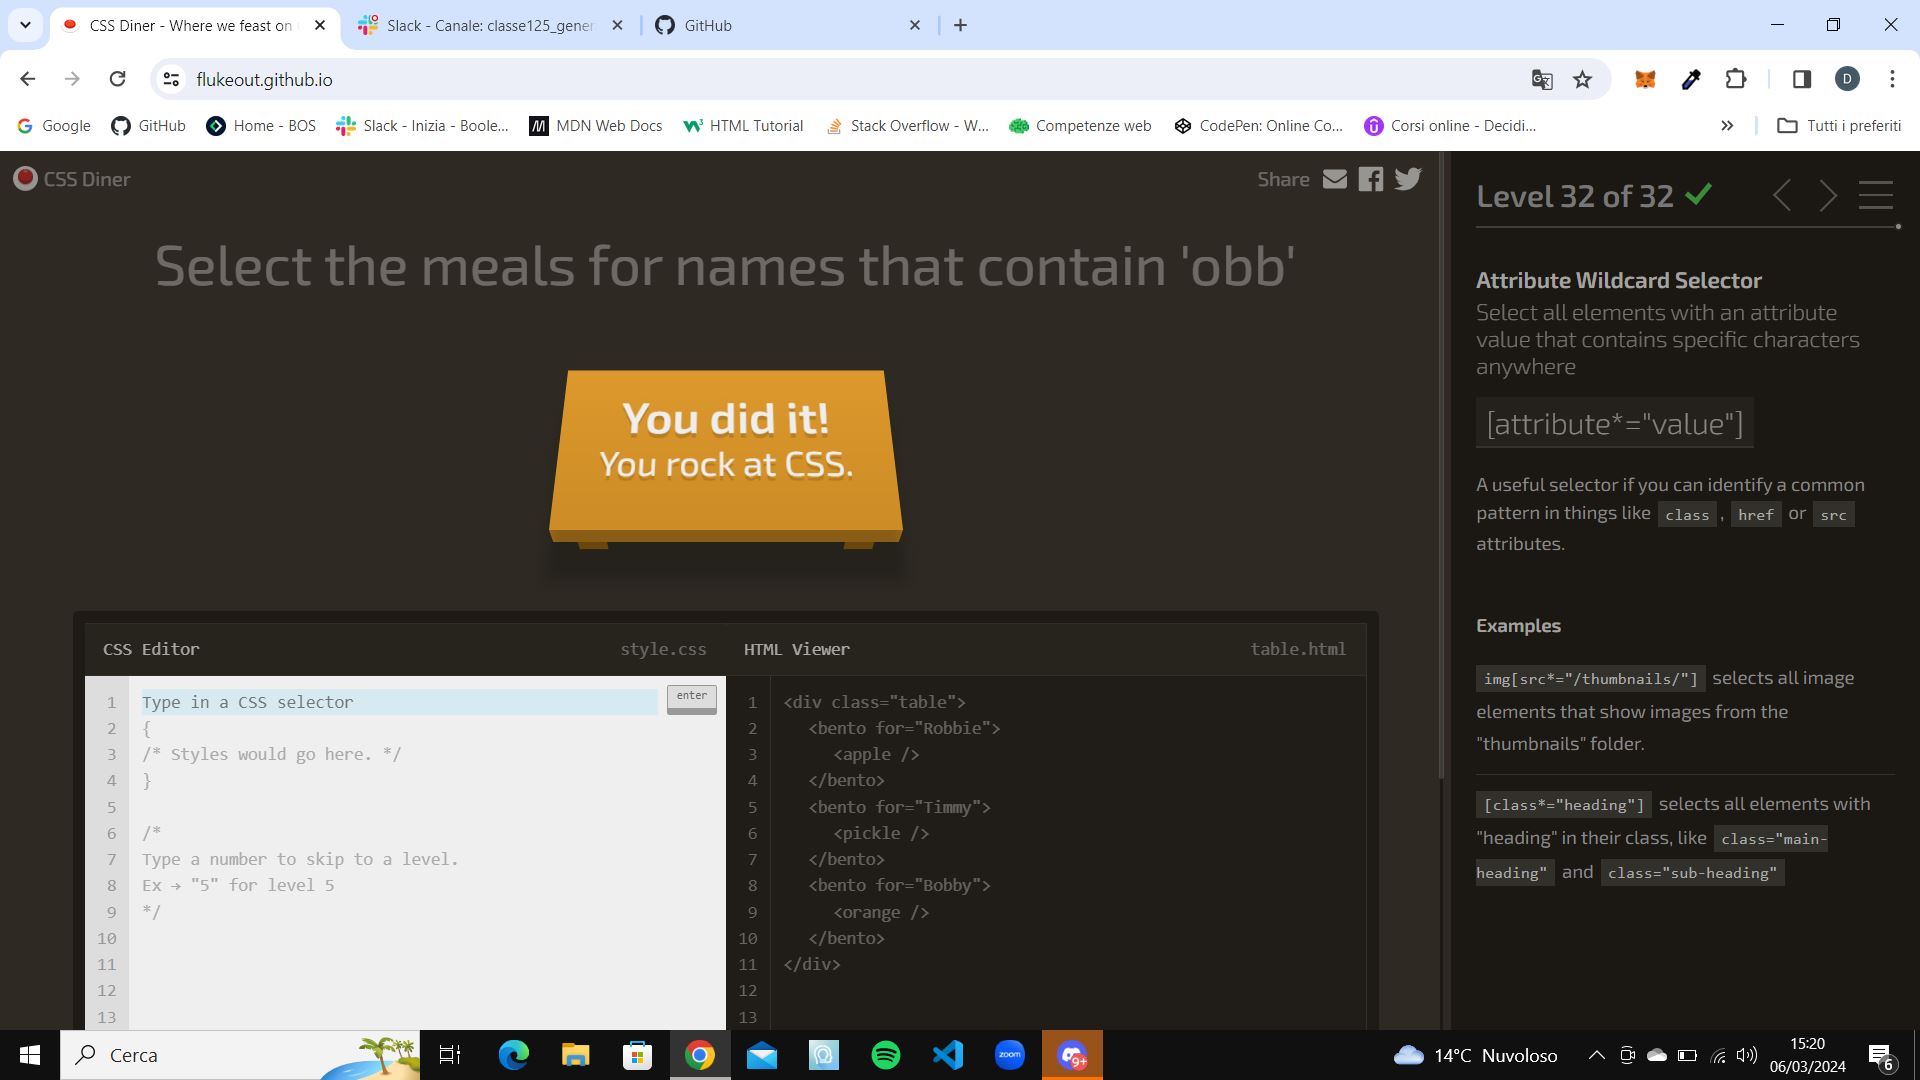 CSS Diner - Where we feast on
Slack - Canale: classe125_gener
GitHub
flukeout.github.io
D
Google
GitHub
Home - BOS
Slack - Inizia - Boole...
MDN Web Docs
HTML Tutorial
Stack Overflow - W...
Competenze web
CodePen: Online Co...
Corsi online - Decidi...
Tutti i preferiti
CSS Diner
Share
Select the meals for names that contain 'obb'
You did it!
You rock at CSS.
CSS Editor
style.css
1 Type in a CSS selector
enter
2 {
3 /* Styles would go here. */
4 }
5
6 /*
7 Type a number to skip to a level.
8 Ex → "5" for level 5
9 */
10
11
12
13
HTML Viewer
table.html
1 <div class="table">
2 <bento for="Robbie">
3 <apple />
4 </bento>
5 <bento for="Timmy">
6 <pickle />
7 </bento>
8 <bento for="Bobby">
9 <orange />
10 </bento>
11 </div>
12
13
Level 32 of 32
Attribute Wildcard Selector
Select all elements with an attribute
value that contains specific characters
anywhere
[attribute*="value"]
A useful selector if you can identify a common
pattern in things like class , href or src
attributes.
Examples
img[src*="/thumbnails/"] selects all image
elements that show images from the
"thumbnails" folder.
[class*="heading"] selects all elements with
"heading" in their class, like class="main-
heading" and class="sub-heading"
Cerca
zoom
9+
14°C Nuvoloso
15:20
06/03/2024
6